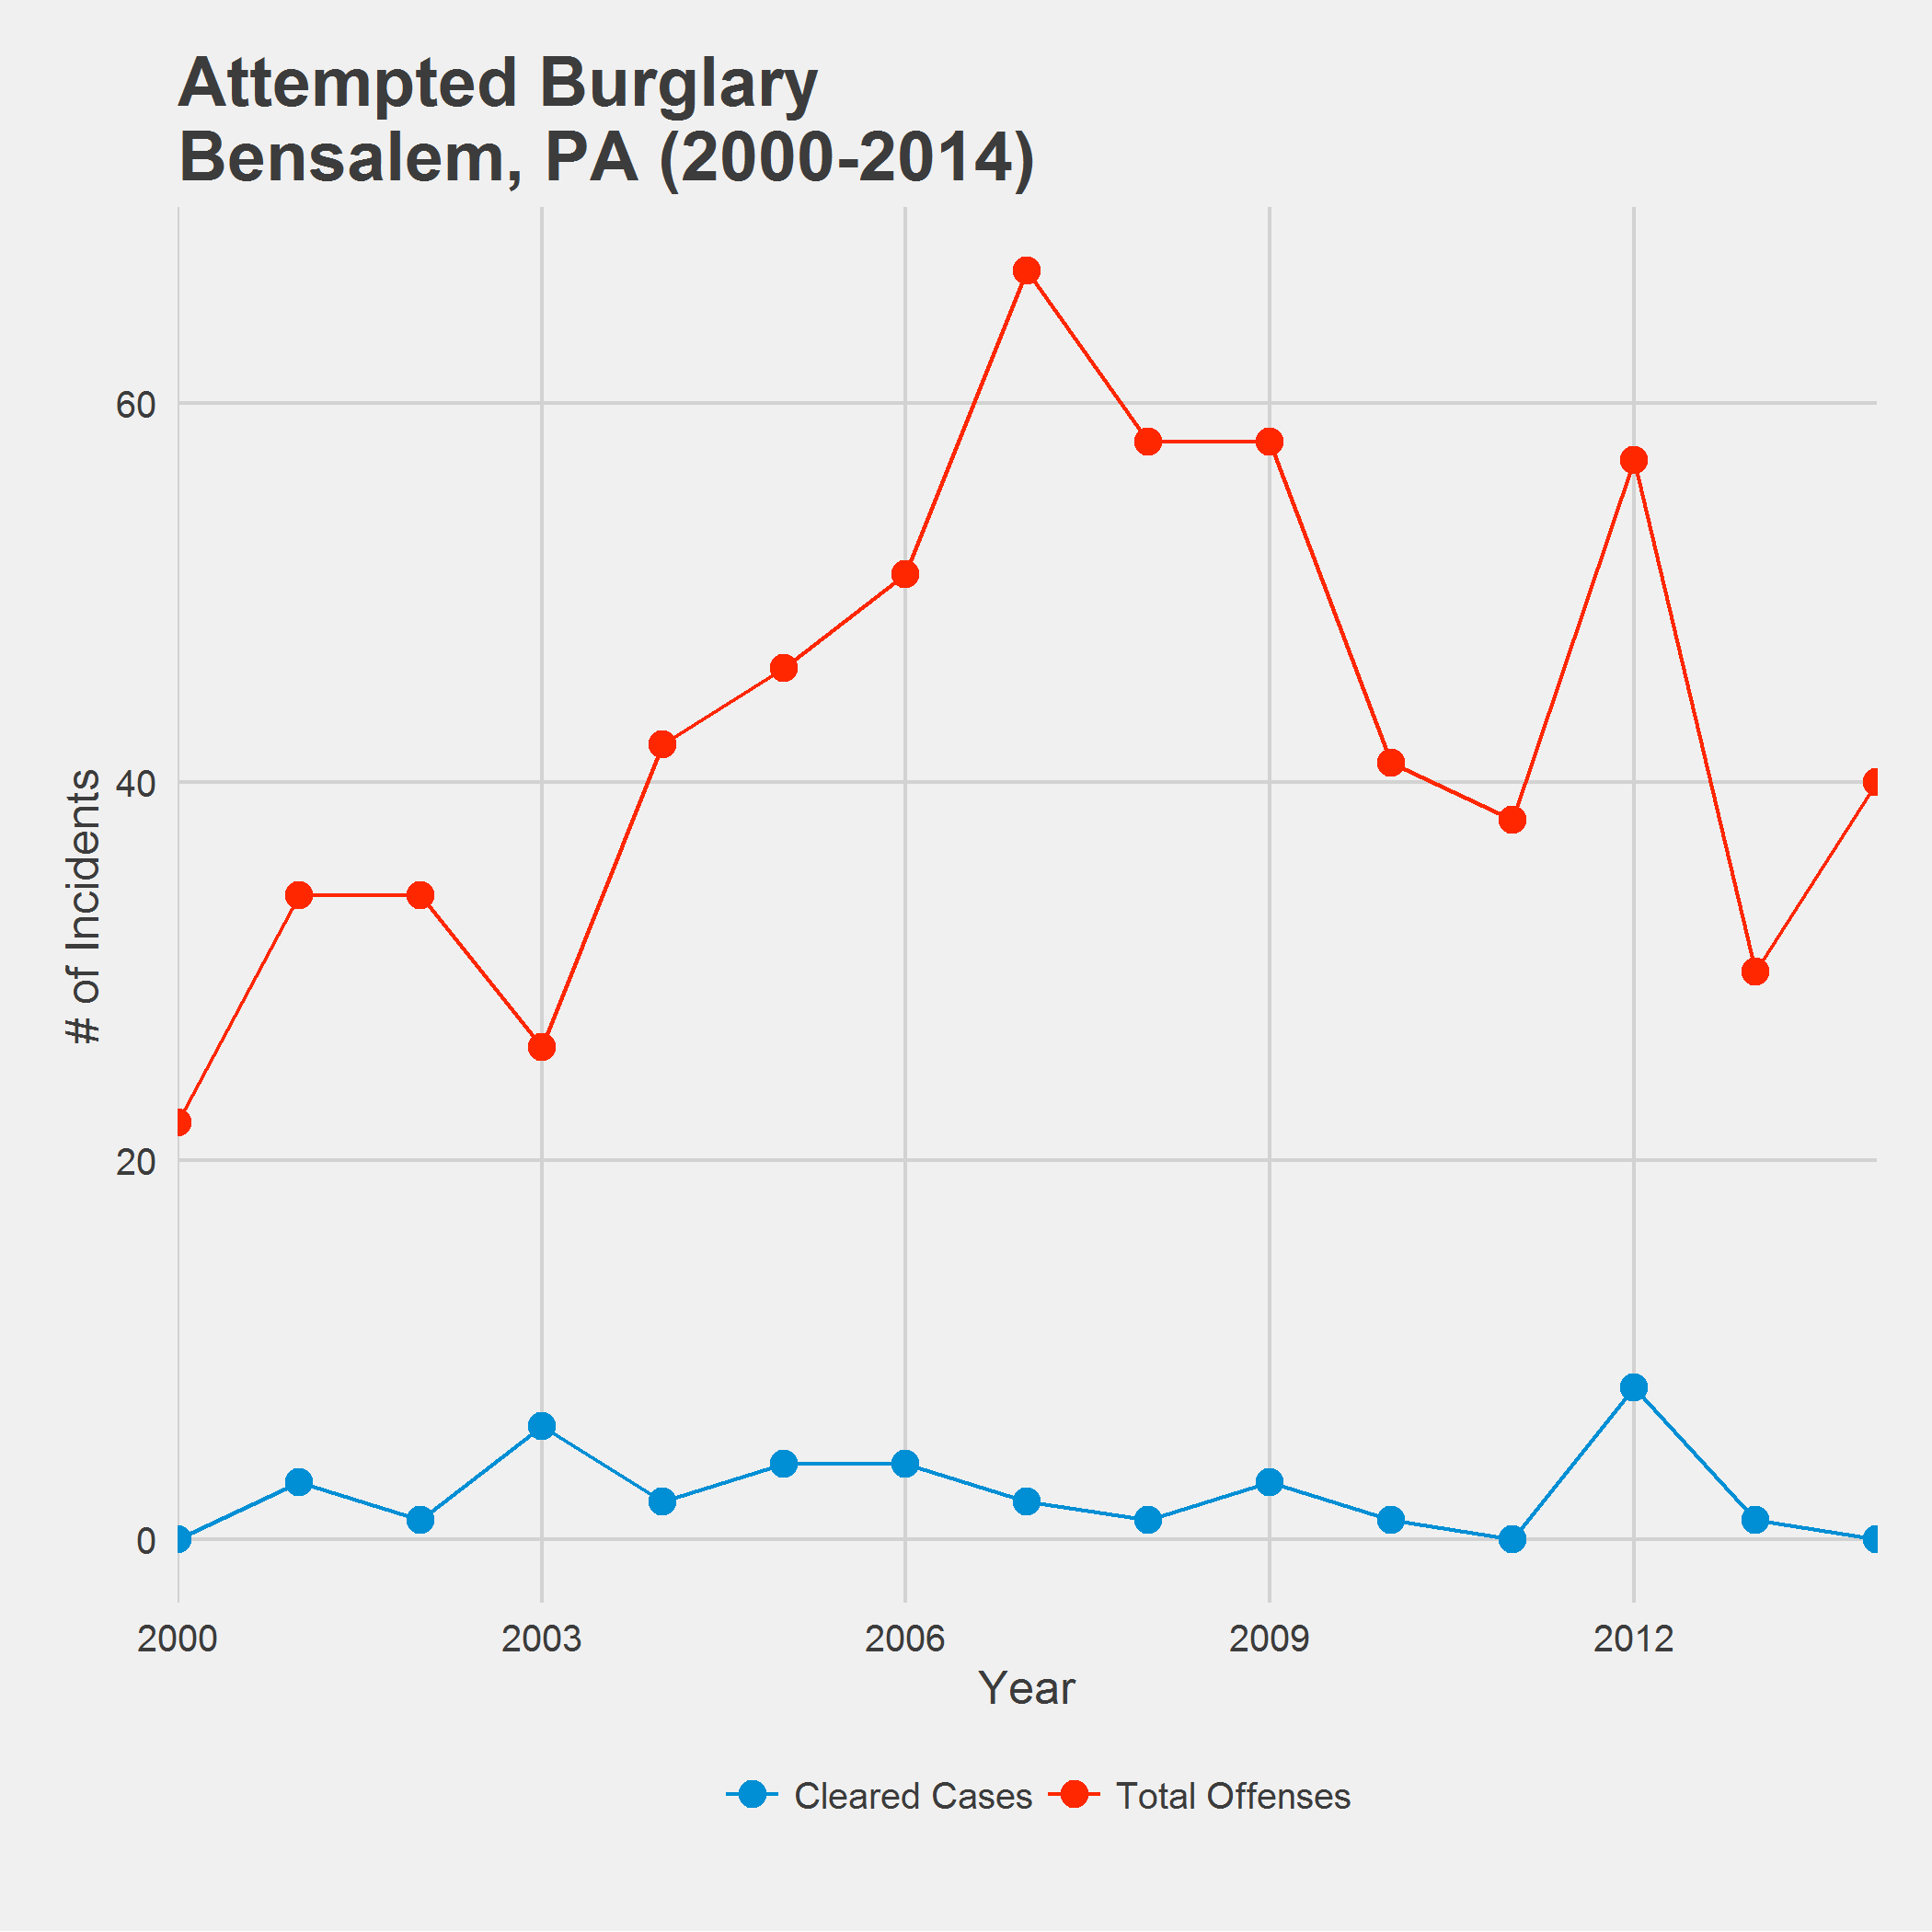 Attempted Burglary
Bensalem, PA (2000-2014)
60
40
20
0
# of Incidents
2000 2003 2006 2009 2012
Year
Cleared Cases Total Offenses